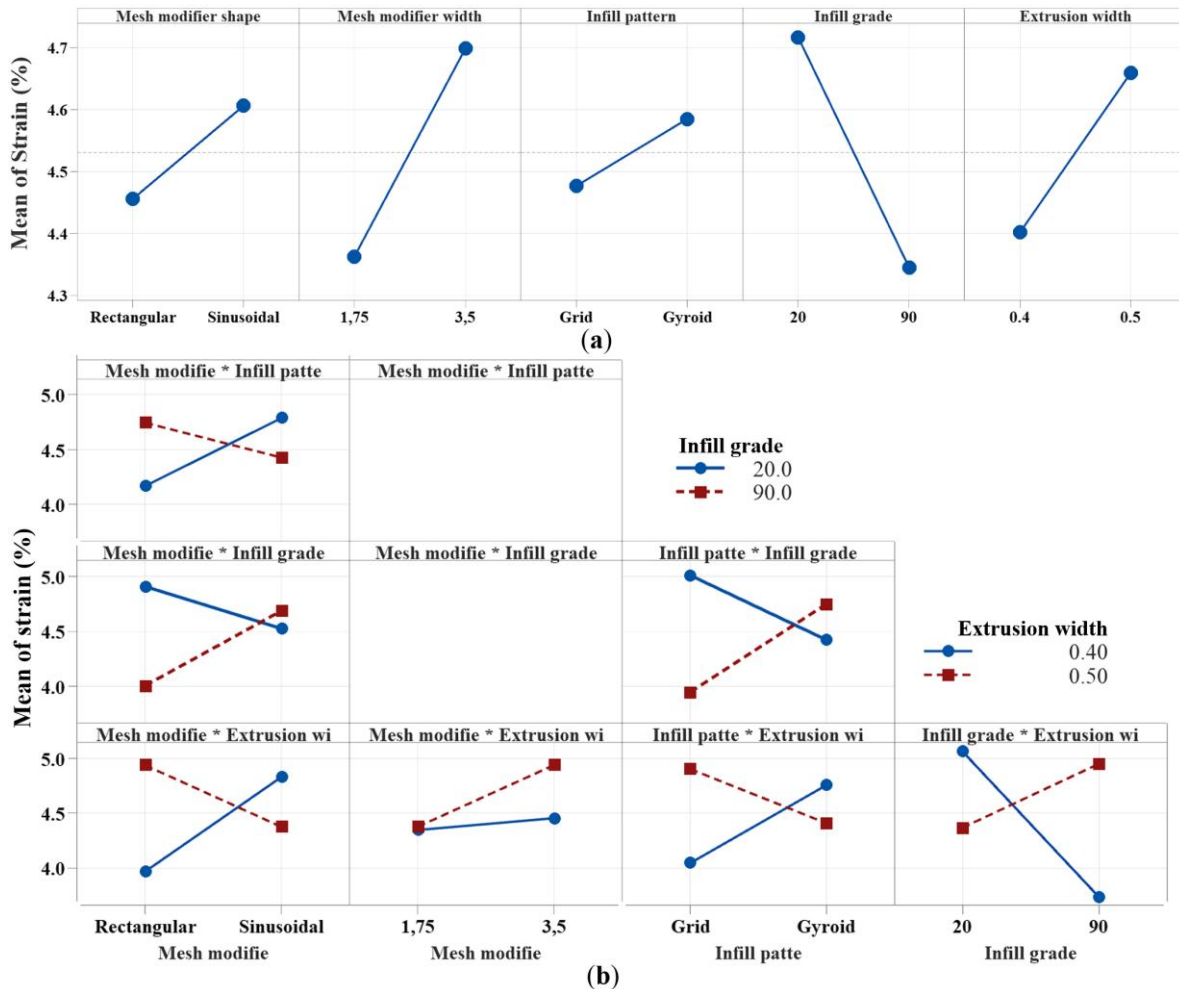 Mesh modifier shape Mesh modifier width Infill pattern Infill grade Extrusion width
Mean of Strain (%)
4.7
4.6
4.5
4.4
4.3
Rectangular Sinusoidal 1,75 3,5 Grid Gyroid 20 90 0.4 0.5
(a)
Mesh modifie * Infill patte Mesh modifie * Infill patte
5.0
4.5
4.0
Infill grade
20.0
90.0
Mean of strain (%)
Mesh modifie * Infill grade Mesh modifie * Infill grade Infill patte * Infill grade
5.0
4.5
4.0
Extrusion width
0.40
0.50
Mesh modifie * Extrusion wi Mesh modifie * Extrusion wi Infill patte * Extrusion wi Infill grade * Extrusion wi
5.0
4.5
4.0
Rectangular Sinusoidal 1,75 3,5 Grid Gyroid 20 90
Mesh modifie Mesh modifie Infill patte Infill grade
(b)